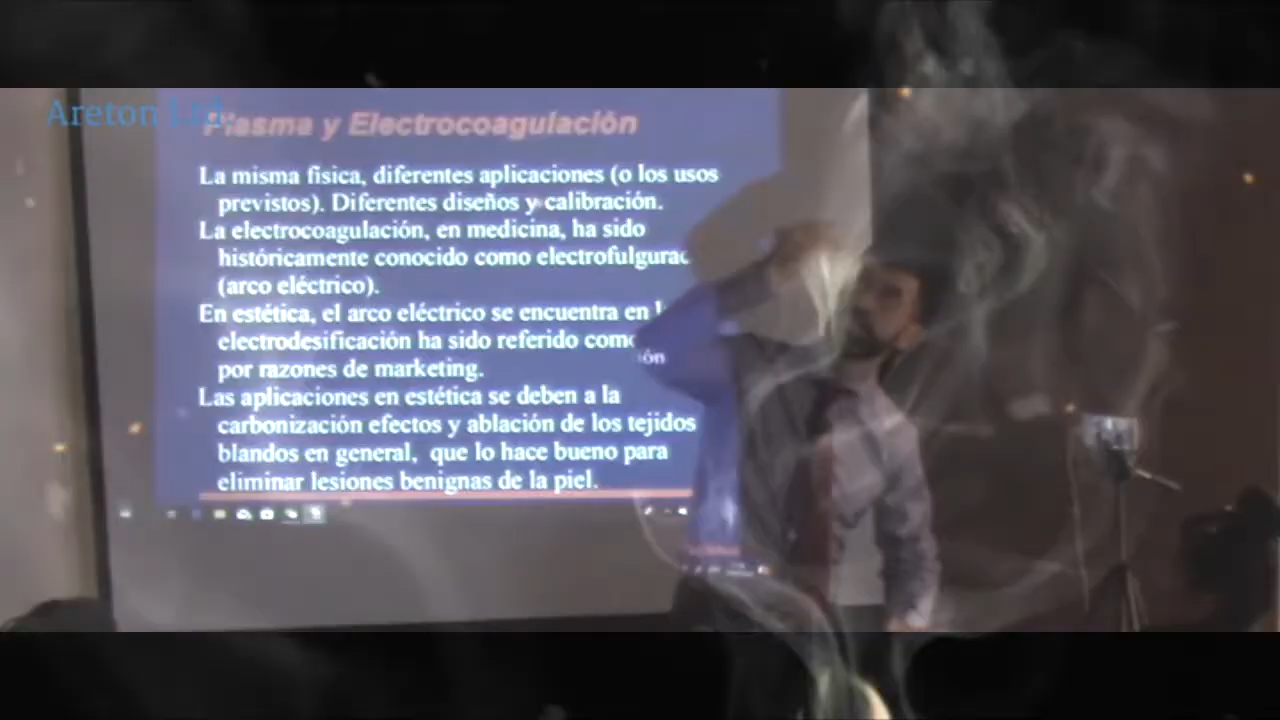 Areton Ltd.
Plasma y Electrocoagulación
La misma fisica, diferentes aplicaciones (o los usos
previstos). Diferentes diseños y calibración.
La electrocoagulación, en medicina, ha sido
históricamente conocido como electrofulgurac
(arco eléctrico).
En estética, el arco eléctrico se encuentra en l
electrodesificación ha sido referido como
ión
por razones de marketing.
Las aplicaciones en estética se deben a la
carbonización efectos y ablación de los tejidos
blandos en general, que lo hace bueno para
eliminar lesiones benignas de la piel.